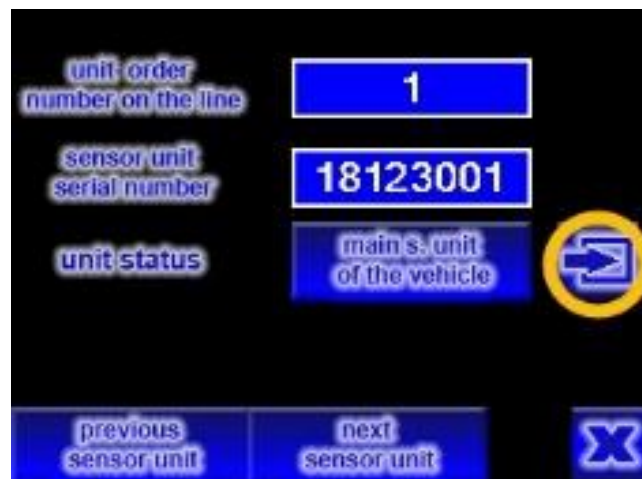 unit order
number on the line
1
sensor unit
serial number
18123001
unit status
main s. unit
of the vehicle
previous
sensor unit
next
sensor unit
X